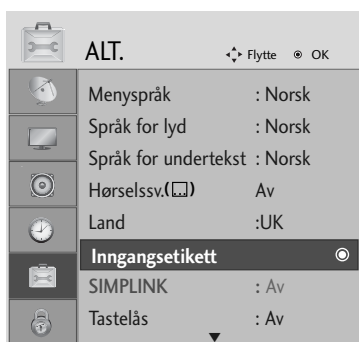 ALT. Flytte OK
Menyspråk : Norsk
Språk for lyd : Norsk
Språk for undertekst : Norsk
Hørselssv.( ) Av
Land :UK
Inngangsetikett
SIMPLINK : Av
Tastelås : Av